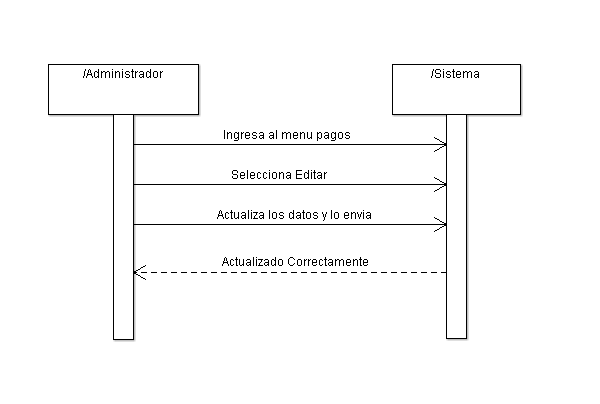 /Administrador
/Sistema
Ingresa al menu pagos
Selecciona Editar
Actualiza los datos y lo envia
Actualizado Correctamente